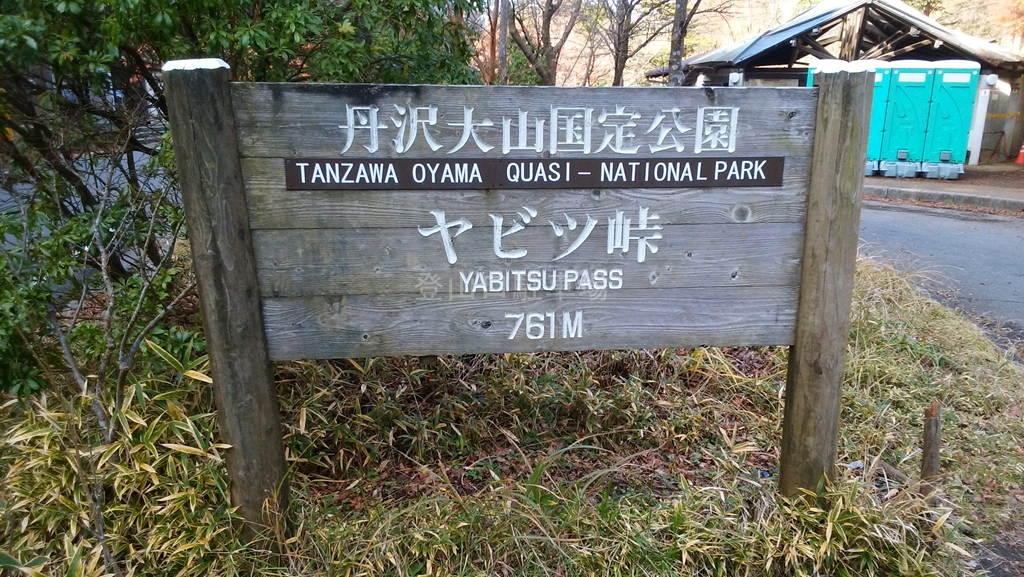 丹沢大山国定公園
TANZAWA OYAMA QUASI-NATIONAL PARK
ヤビツ峠
YABITSU PASS
761M